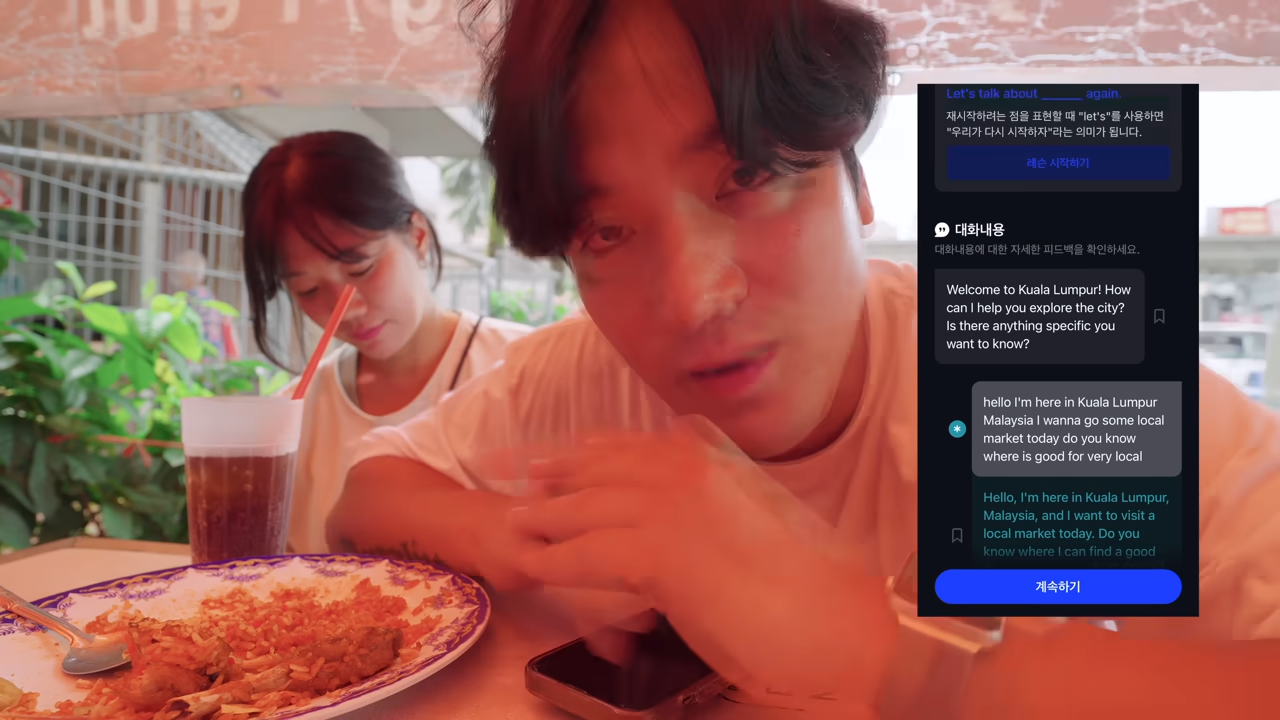 Let's talk about ______ again.
재시작하려는 점을 표현할 때 "let's"를 사용하면
"우리가 다시 시작하자"라는 의미가 됩니다.
레슨 시작하기
대화내용
대화내용에 대한 자세한 피드백을 확인하세요.
Welcome to Kuala Lumpur! How
can I help you explore the city?
Is there anything specific you
want to know?
hello I'm here in Kuala Lumpur
Malaysia I wanna go some local
market today do you know
where is good for very local
Hello, I'm here in Kuala Lumpur,
Malaysia, and I want to visit a
local market today. Do you
know where I can find a good
계속하기